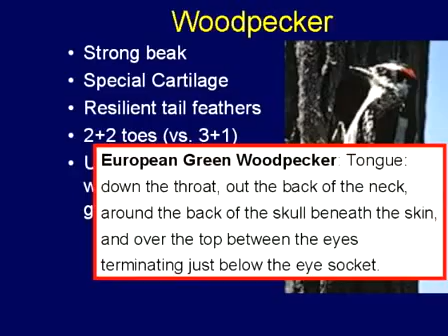 Woodpecker
• Strong beak
• Special Cartilage
• Resilient tail feathers
• 2+2 toes (vs. 3+1)
European Green Woodpecker: Tongue:
down the throat, out the back of the neck,
around the back of the skull beneath the skin,
and over the top between the eyes
terminating just below the eye socket.